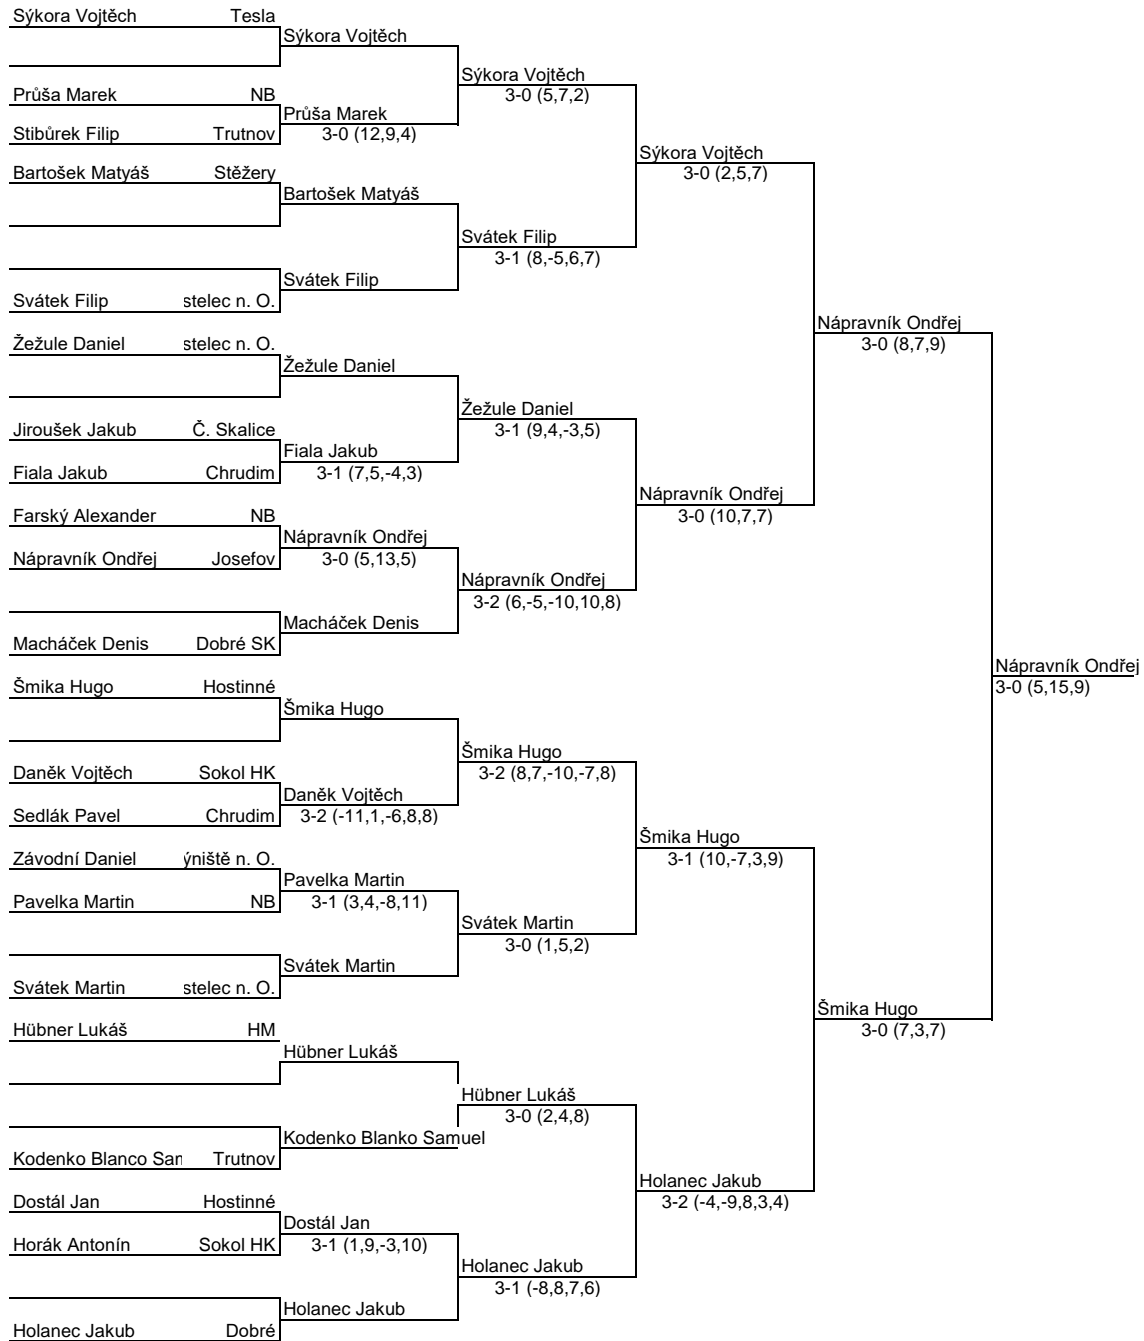 Sýkora Vojtěch Tesla
Sýkora Vojtěch
Sýkora Vojtěch
3-0 (5,7,2)
Průša Marek NB
Průša Marek
3-0 (12,9,4)
Stibůrek Filip Trutnov
Sýkora Vojtěch
3-0 (2,5,7)
Bartošek Matyáš Stěžery
Bartošek Matyáš
Svátek Filip
3-1 (8,-5,6,7)
Svátek Filip
Svátek Filip stelec n. O.
Nápravník Ondřej
3-0 (8,7,9)
Žežule Daniel stelec n. O.
Žežule Daniel
Žežule Daniel
3-1 (9,4,-3,5)
Jiroušek Jakub Č. Skalice
Fiala Jakub
3-1 (7,5,-4,3)
Fiala Jakub Chrudim
Nápravník Ondřej
3-0 (10,7,7)
Farský Alexander NB
Nápravník Ondřej
3-0 (5,13,5)
Nápravník Ondřej Josefov
Nápravník Ondřej
3-2 (6,-5,-10,10,8)
Macháček Denis
Macháček Denis Dobré SK
Nápravník Ondřej
3-0 (5,15,9)
Šmika Hugo Hostinné
Šmika Hugo
Šmika Hugo
3-2 (8,7,-10,-7,8)
Daněk Vojtěch Sokol HK
Daněk Vojtěch
3-2 (-11,1,-6,8,8)
Sedlák Pavel Chrudim
Šmika Hugo
3-1 (10,-7,3,9)
Závodní Daniel ýniště n. O.
Pavelka Martin
3-1 (3,4,-8,11)
Pavelka Martin NB
Svátek Martin
3-0 (1,5,2)
Svátek Martin
Svátek Martin stelec n. O.
Šmika Hugo
3-0 (7,3,7)
Hübner Lukáš HM
Hübner Lukáš
Hübner Lukáš
3-0 (2,4,8)
Kodenko Blanko Samuel
Kodenko Blanco Sar Trutnov
Holanec Jakub
3-2 (-4,-9,8,3,4)
Dostál Jan Hostinné
Dostál Jan
3-1 (1,9,-3,10)
Horák Antonín Sokol HK
Holanec Jakub
3-1 (-8,8,7,6)
Holanec Jakub
Holanec Jakub Dobré